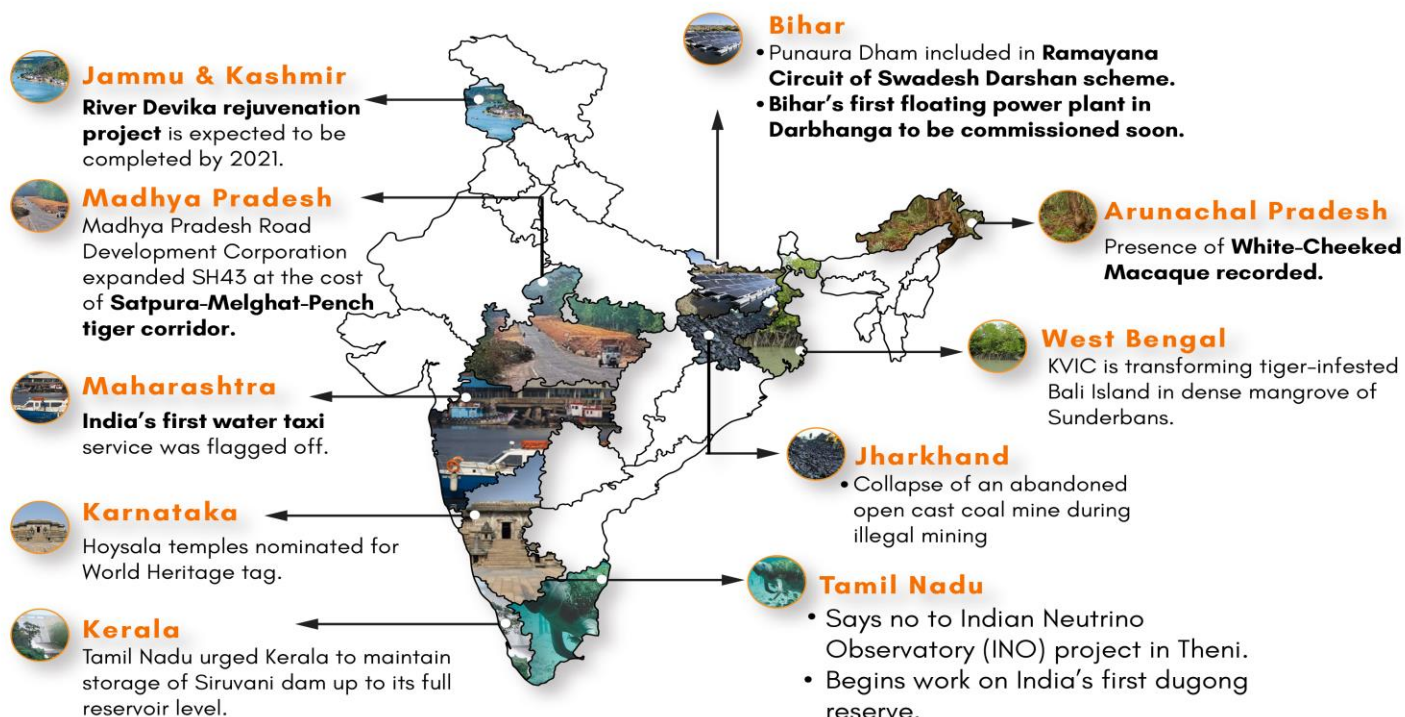 Jammu & Kashmir
River Devika rejuvenation
project is expected to be
completed by 2021.
Madhya Pradesh
Madhya Pradesh Road
Development Corporation
expanded SH43 at the cost
of Satpura-Melghat-Pench
tiger corridor.
Maharashtra
India's first water taxi
service was flagged off.
Karnataka
Hoysala temples nominated for
World Heritage tag.
Kerala
Tamil Nadu urged Kerala to maintain
storage of Siruvani dam up to its full
reservoir level.
Bihar
• Punaura Dham included in Ramayana
Circuit of Swadesh Darshan scheme.
• Bihar's first floating power plant in
Darbhanga to be commissioned soon.
Arunachal Pradesh
Presence of White-Cheeked
Macaque recorded.
West Bengal
KVIC is transforming tiger-infested
Bali Island in dense mangrove of
Sunderbans.
Jharkhand
• Collapse of an abandoned
open cast coal mine during
illegal mining
Tamil Nadu
• Says no to Indian Neutrino
Observatory (INO) project in Theni.
• Begins work on India's first dugong
reserve.